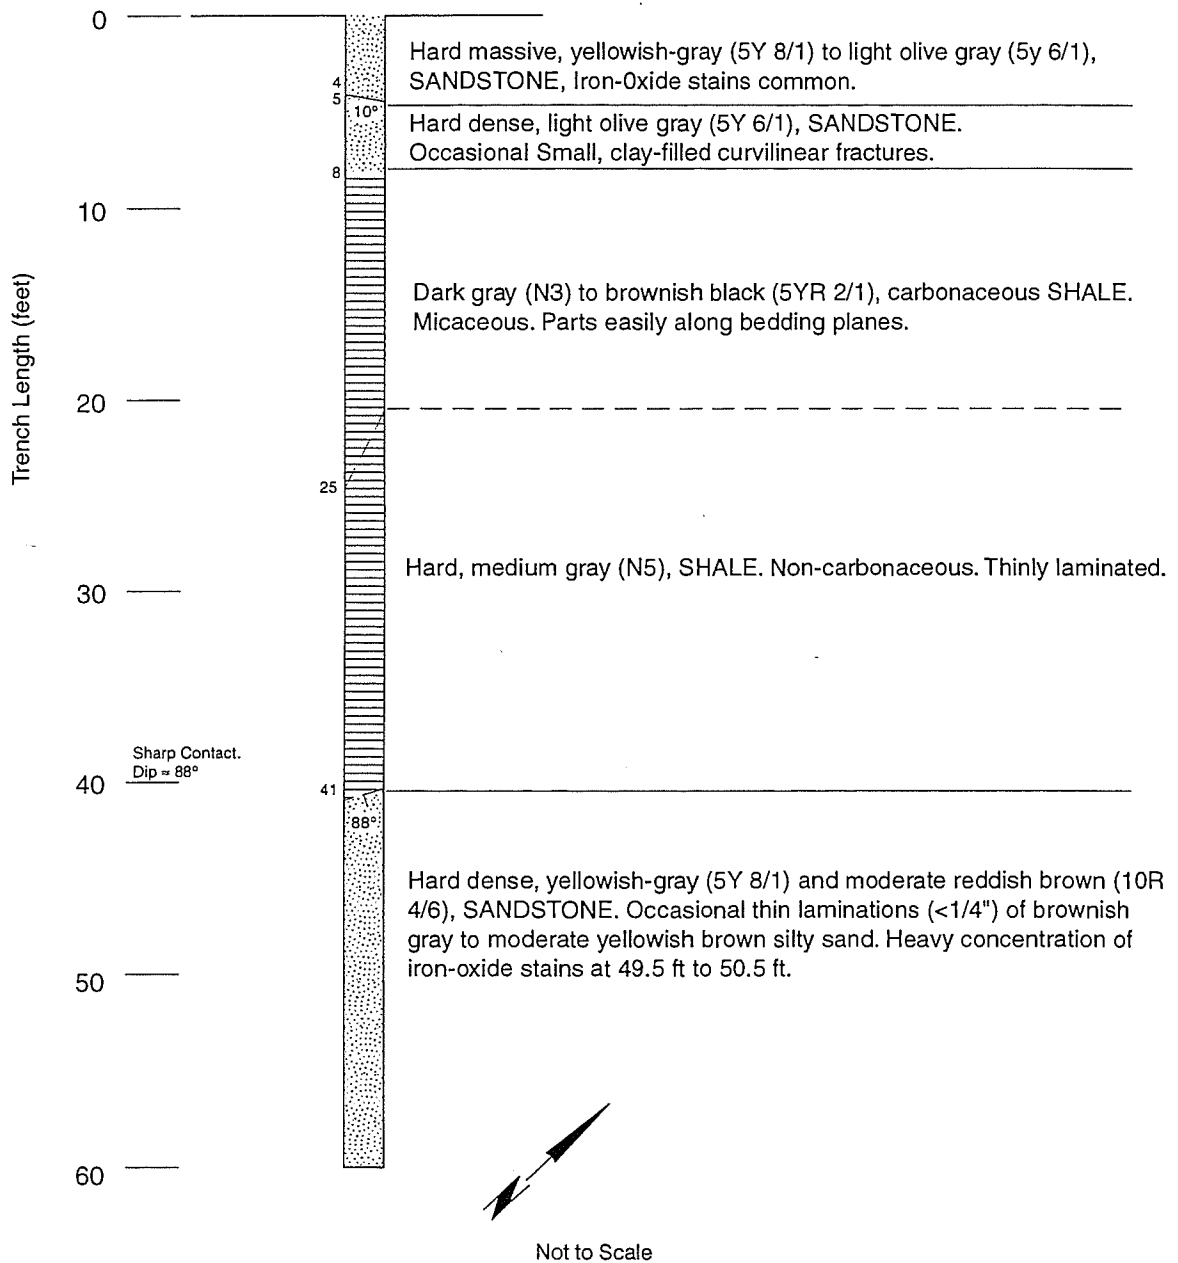 0
Hard massive, yellowish-gray (5Y 8/1) to light olive gray (5y 6/1),
SANDSTONE, Iron-Oxide stains common.
4
5
10°
Hard dense, light olive gray (5Y 6/1), SANDSTONE.
Occasional Small, clay-filled curvilinear fractures.
8
10
Dark gray (N3) to brownish black (5YR 2/1), carbonaceous SHALE.
Micaceous. Parts easily along bedding planes.
Trench Length (feet)
20
25
Hard, medium gray (N5), SHALE. Non-carbonaceous. Thinly laminated.
30
Sharp Contact.
Dip ≈ 88°
40
41
88°
Hard dense, yellowish-gray (5Y 8/1) and moderate reddish brown (10R
4/6), SANDSTONE. Occasional thin laminations (<1/4") of brownish
gray to moderate yellowish brown silty sand. Heavy concentration of
iron-oxide stains at 49.5 ft to 50.5 ft.
50
60
N
Not to Scale